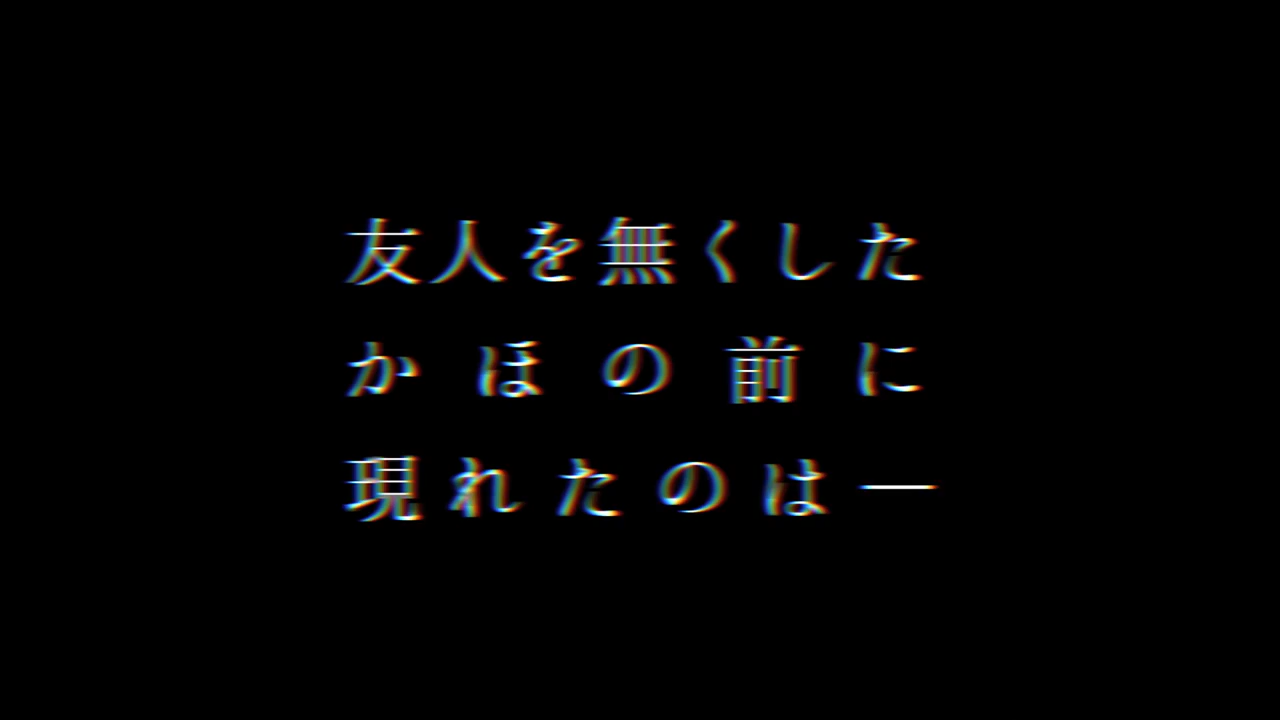 友人を無くした
かほの前に
現れたのは―